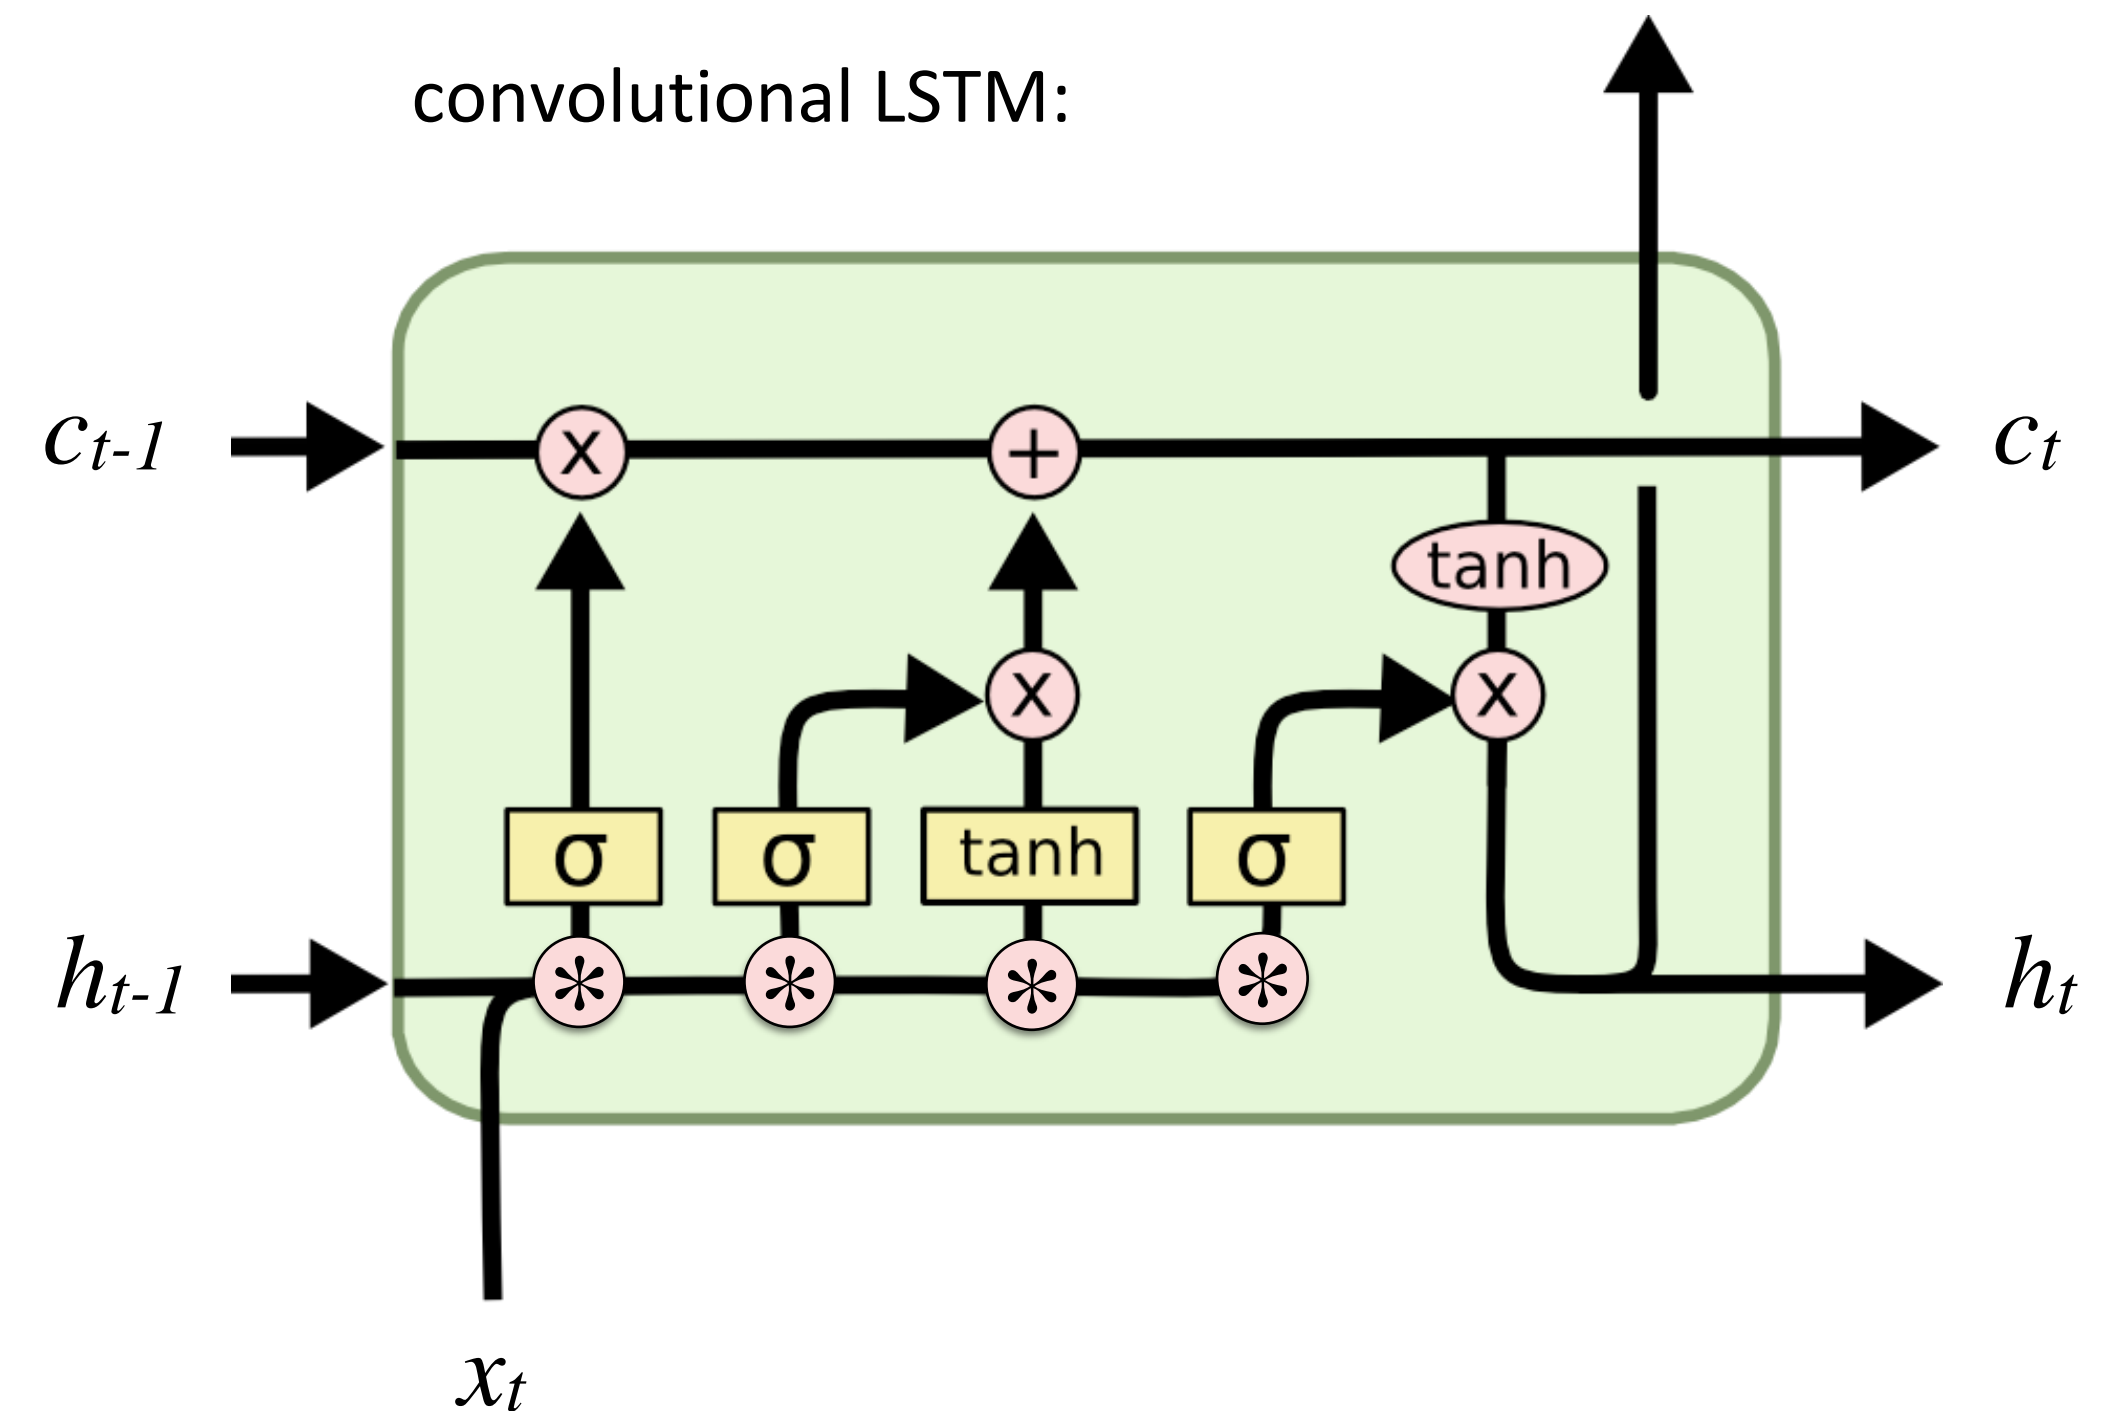 convolutional LSTM:
c_{t-1} x + c_t
tanh
x x
σ σ tanh σ
h_{t-1} * * * * h_t
x_t